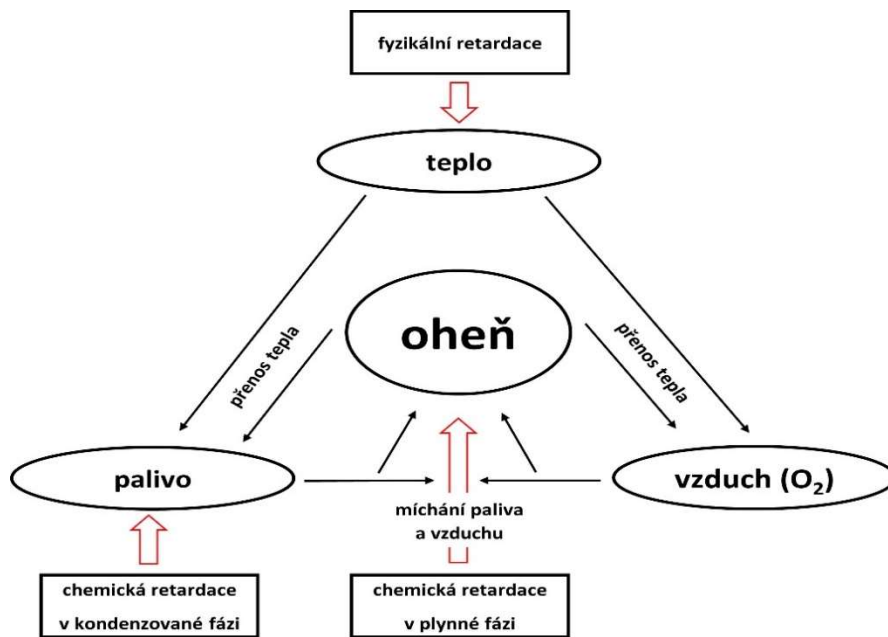 fyzikální retardace
teplo
oheň
přenos tepla
přenos tepla
palivo
vzduch (O₂)
míchání paliva
a vzduchu
chemická retardace
v kondenzované fázi
chemická retardace
v plynné fázi